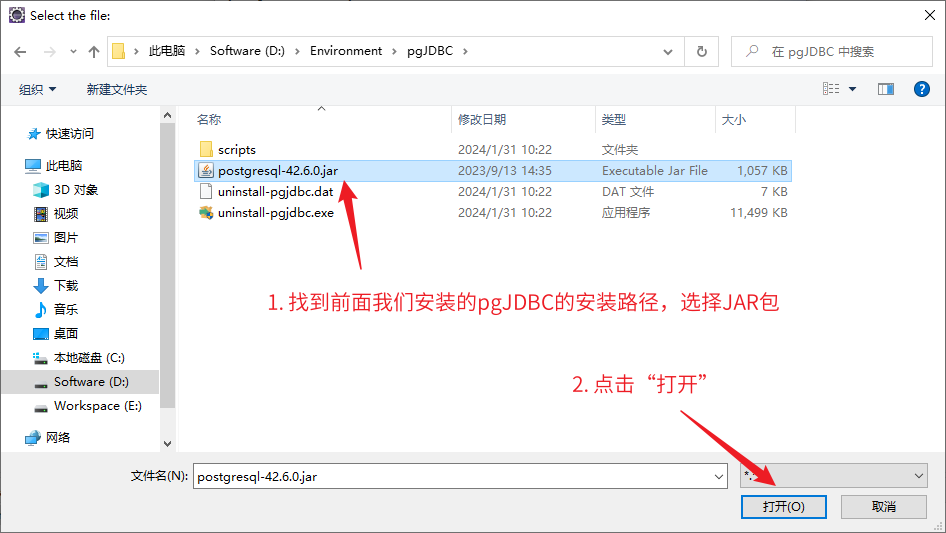 Select the file:
此电脑 Software (D:) Environment pgJDBC
在 pgJDBC 中搜索
组织 新建文件夹
名称 修改日期 类型 大小
快速访问
此电脑
3D 对象
视频
图片
文档
下载
音乐
桌面
本地磁盘 (C:)
Software (D:)
Workspace (E:)
网络
scripts 2024/1/31 10:22 文件夹
postgresql-42.6.0.jar 2023/9/13 14:35 Executable Jar File 1,057 KB
uninstall-pgjdbc.dat 2024/1/31 10:22 DAT 文件 7 KB
uninstall-pgjdbc.exe 2024/1/31 10:22 应用程序 11,499 KB
1. 找到前面我们安装的pgJDBC的安装路径，选择JAR包
2. 点击“打开”
文件名(N): postgresql-42.6.0.jar
打开(O) 取消